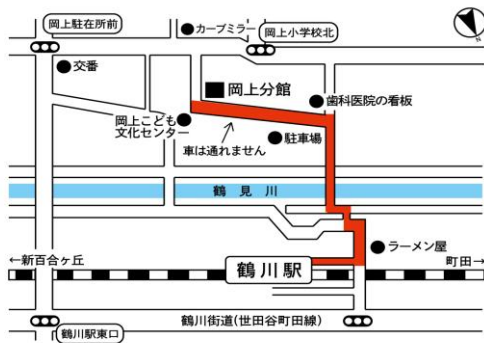 岡上駐在所前
カーブミラー
岡上小学校北
N
交番
岡上分館
歯科医院の看板
岡上こども
文化センター
駐車場
車は通れません
鶴見川
ラーメン屋
←新百合ヶ丘
鶴川駅
町田→
鶴川街道(世田谷町田線)
鶴川駅東口